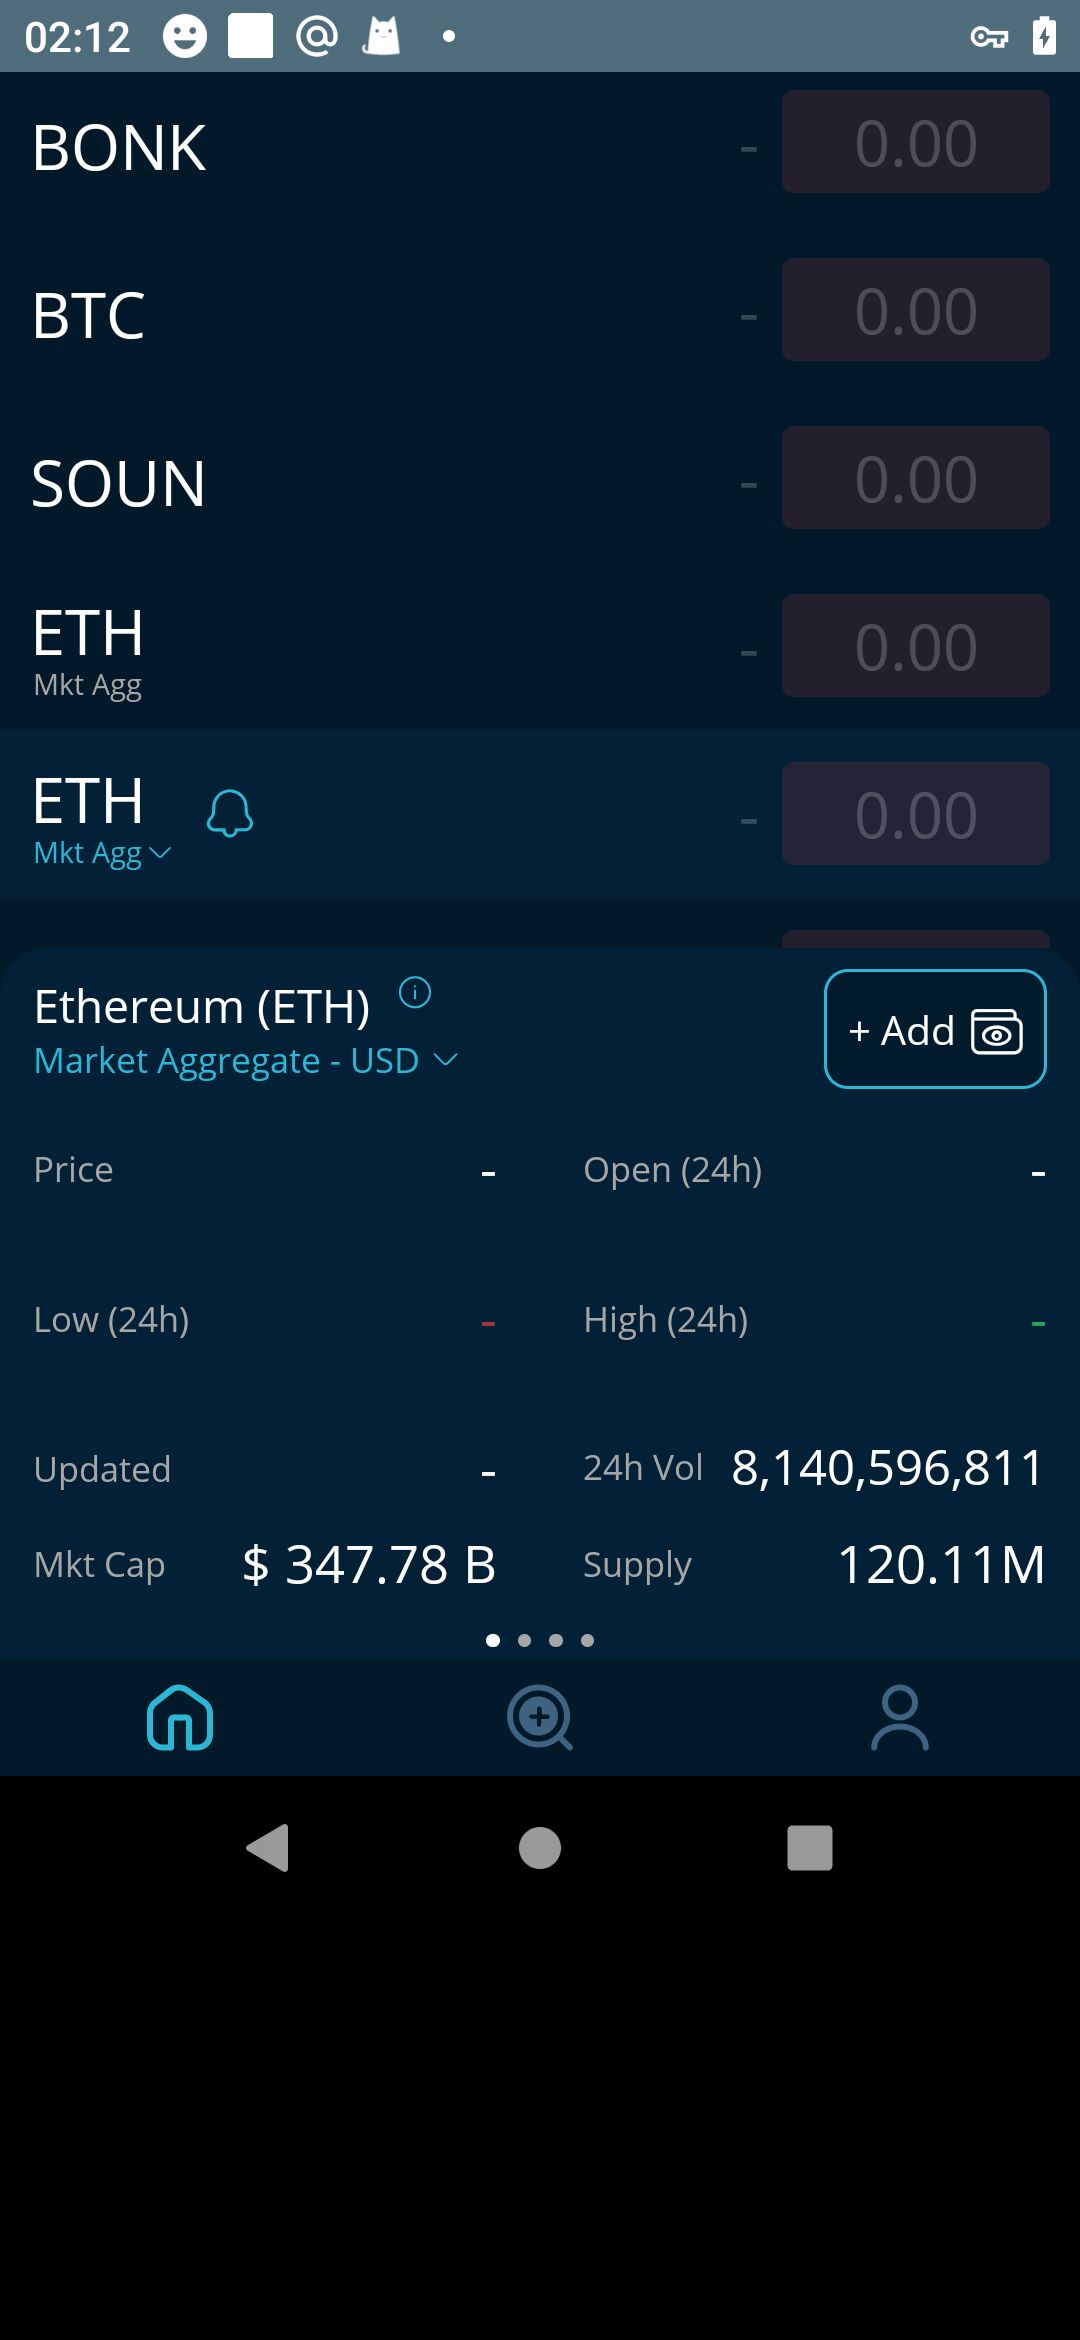 02:12
BONK - 0.00
BTC - 0.00
SOUN - 0.00
ETH - 0.00
Mkt Agg
ETH - 0.00
Mkt Agg
Ethereum (ETH)
+ Add
Market Aggregate - USD
Price - Open (24h) -
Low (24h) - High (24h) -
Updated - 24h Vol 8,140,596,811
Mkt Cap $ 347.78 B Supply 120.11M